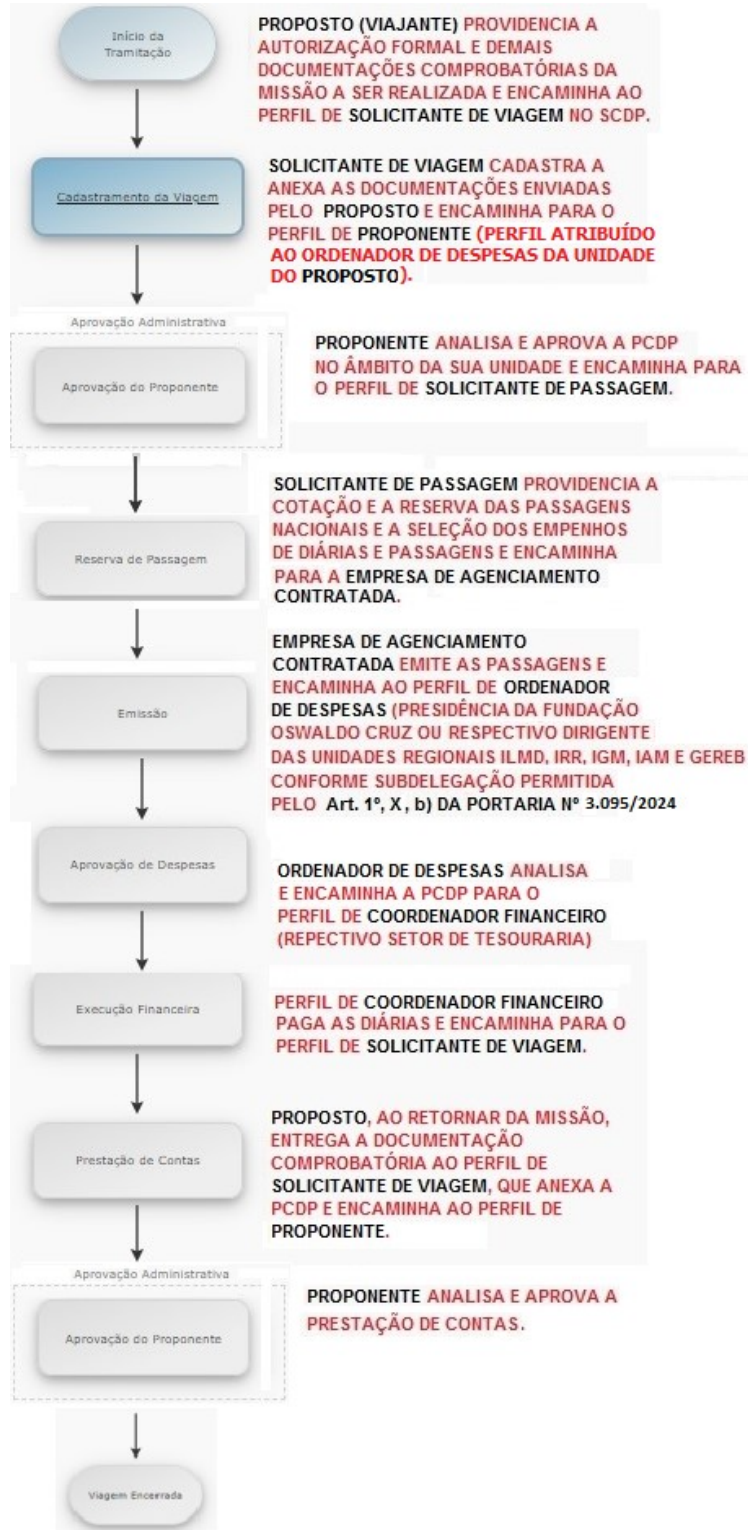 Início da
Tramitação
PROPOSTO (VIAJANTE) PROVIDENCIA A
AUTORIZAÇÃO FORMAL E DEMAIS
DOCUMENTAÇÕES COMPROBATÓRIAS DA
MISSÃO A SER REALIZADA E ENCAMINHA AO
PERFIL DE SOLICITANTE DE VIAGEM NO SCDP.
Cadastramento da Viagem
SOLICITANTE DE VIAGEM CADASTRA A
ANEXA AS DOCUMENTAÇÕES ENVIADAS
PELO PROPOSTO E ENCAMINHA PARA O
PERFIL DE PROPONENTE (PERFIL ATRIBUÍDO
AO ORDENADOR DE DESPESAS DA UNIDADE
DO PROPOSTO).
Aprovação Administrativa
Aprovação do Proponente
PROPONENTE ANALISA E APROVA A PCDP
NO ÂMBITO DA SUA UNIDADE E ENCAMINHA PARA
O PERFIL DE SOLICITANTE DE PASSAGEM.
Reserva de Passagem
SOLICITANTE DE PASSAGEM PROVIDENCIA A
COTAÇÃO E A RESERVA DAS PASSAGENS
NACIONAIS E A SELEÇÃO DOS EMPENHOS
DE DIÁRIAS E PASSAGENS E ENCAMINHA
PARA A EMPRESA DE AGENCIAMENTO
CONTRATADA.
Emissão
EMPRESA DE AGENCIAMENTO
CONTRATADA EMITE AS PASSAGENS E
ENCAMINHA AO PERFIL DE ORDENADOR
DE DESPESAS (PRESIDÊNCIA DA FUNDAÇÃO
OSWALDO CRUZ OU RESPECTIVO DIRIGENTE
DAS UNIDADES REGIONAIS ILMD, IRR, IGM, IAM E GEREB
CONFORME SUBDELEGAÇÃO PERMITIDA
PELO Art. 1º, X, b) DA PORTARIA Nº 3.095/2024
Aprovação de Despesas
ORDENADOR DE DESPESAS ANALISA
E ENCAMINHA A PCDP PARA O
PERFIL DE COORDENADOR FINANCEIRO
(REPECTIVO SETOR DE TESOURARIA)
Execução Financeira
PERFIL DE COORDENADOR FINANCEIRO
PAGA AS DIÁRIAS E ENCAMINHA PARA O
PERFIL DE SOLICITANTE DE VIAGEM.
Prestação de Contas
PROPOSTO, AO RETORNAR DA MISSÃO,
ENTREGA A DOCUMENTAÇÃO
COMPROBATÓRIA AO PERFIL DE
SOLICITANTE DE VIAGEM, QUE ANEXA A
PCDP E ENCAMINHA AO PERFIL DE
PROPONENTE.
Aprovação Administrativa
Aprovação do Proponente
PROPONENTE ANALISA E APROVA A
PRESTAÇÃO DE CONTAS.
Viagem Encerrada